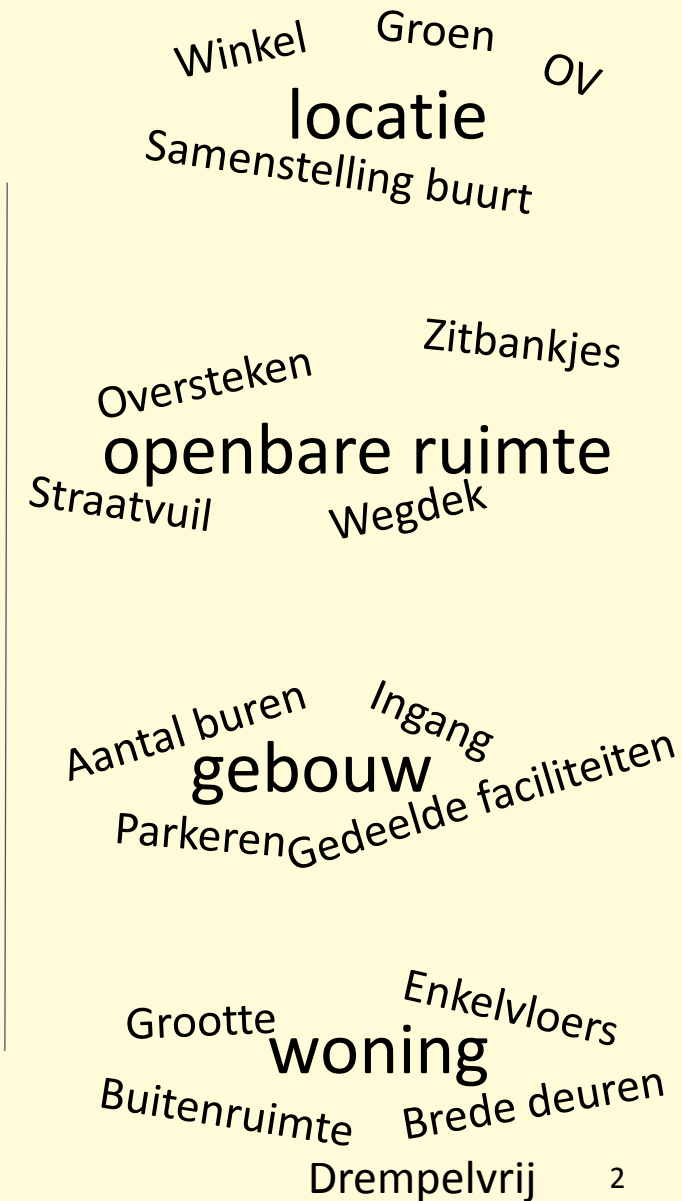 Winkel
Groen
OV
locatie
Samenstelling buurt
Zitbankjes
Oversteken
openbare ruimte
Straatvuil
Wegdek
Aantal buren
Ingang
gebouw
Gedeelde faciliteiten
Parkeren
Enkelvloers
Grootte
woning
Buitenruimte
Brede deuren
Drempelvrij
2